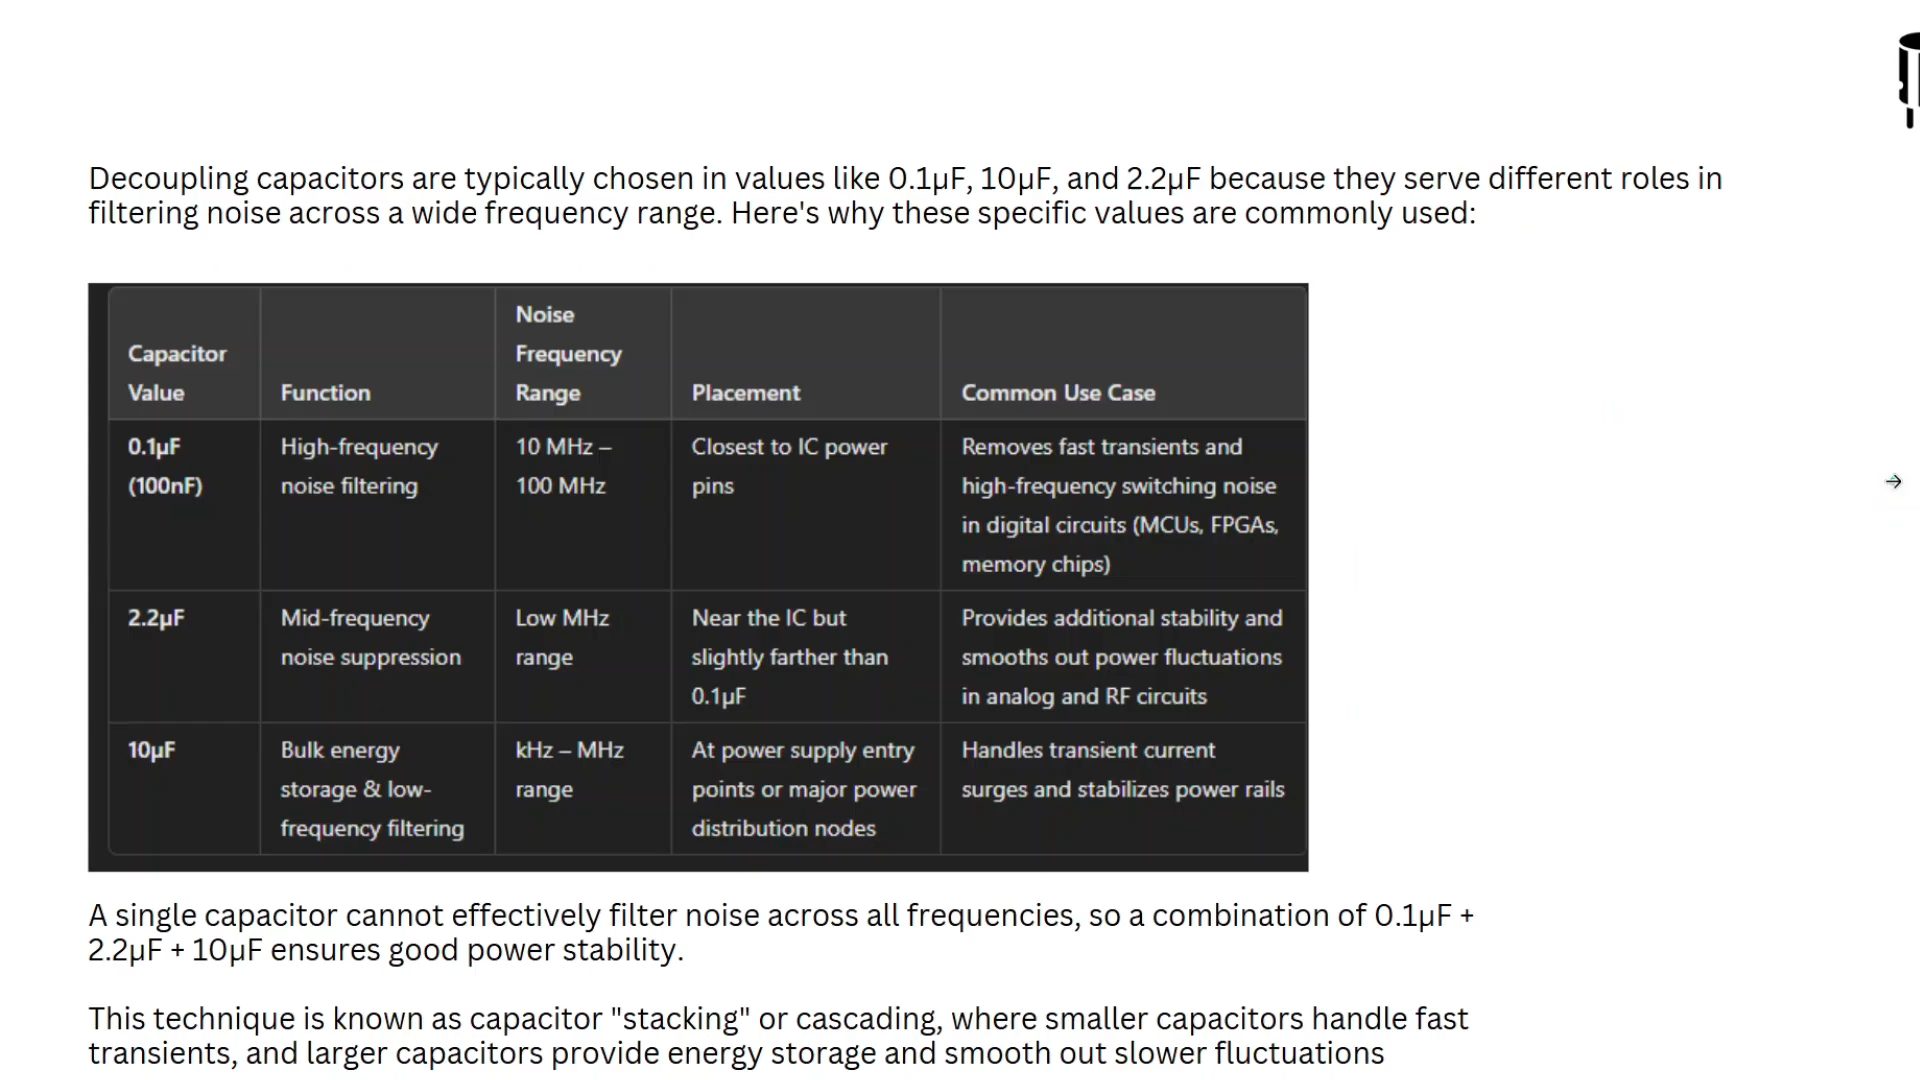 Decoupling capacitors are typically chosen in values like 0.1µF, 10µF, and 2.2µF because they serve different roles in
filtering noise across a wide frequency range. Here's why these specific values are commonly used:
Capacitor
Value
Function
Noise
Frequency
Range
Placement
Common Use Case
0.1µF
(100nF)
High-frequency
noise filtering
10 MHz –
100 MHz
Closest to IC power
pins
Removes fast transients and
high-frequency switching noise
in digital circuits (MCUs, FPGAs,
memory chips)
2.2µF
Mid-frequency
noise suppression
Low MHz
range
Near the IC but
slightly farther than
0.1µF
Provides additional stability and
smooths out power fluctuations
in analog and RF circuits
10µF
Bulk energy
storage & low-
frequency filtering
kHz – MHz
range
At power supply entry
points or major power
distribution nodes
Handles transient current
surges and stabilizes power rails
A single capacitor cannot effectively filter noise across all frequencies, so a combination of 0.1µF +
2.2µF + 10µF ensures good power stability.
This technique is known as capacitor "stacking" or cascading, where smaller capacitors handle fast
transients, and larger capacitors provide energy storage and smooth out slower fluctuations